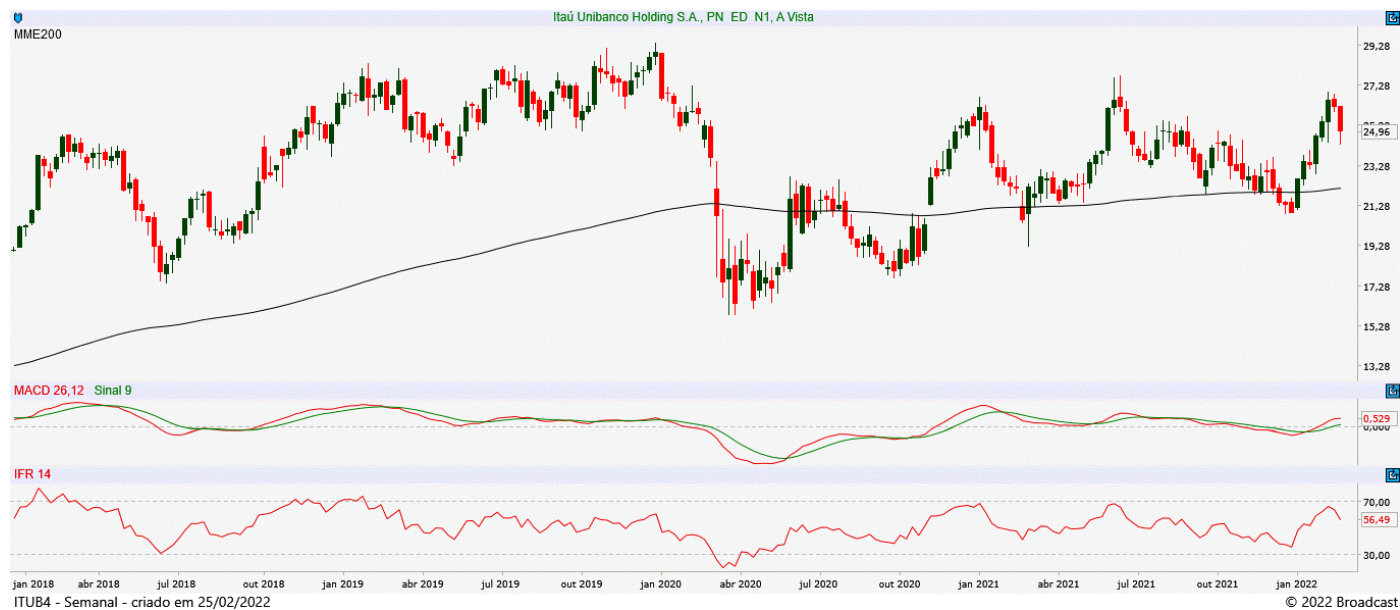 Itaú Unibanco Holding S.A., PN ED N1, A Vista
MME200
29,28
27,28
24,96
23,28
21,28
19,28
17,28
15,28
13,28
MACD 26,12 Sinal 9
0,529
0,000
IFR 14
70,00
56,49
30,00
jan 2018 abr 2018 jul 2018 out 2018 jan 2019 abr 2019 jul 2019 out 2019 jan 2020 abr 2020 jul 2020 out 2020 jan 2021 abr 2021 jul 2021 out 2021 jan 2022
ITUB4 - Semanal - criado em 25/02/2022 © 2022 Broadcast